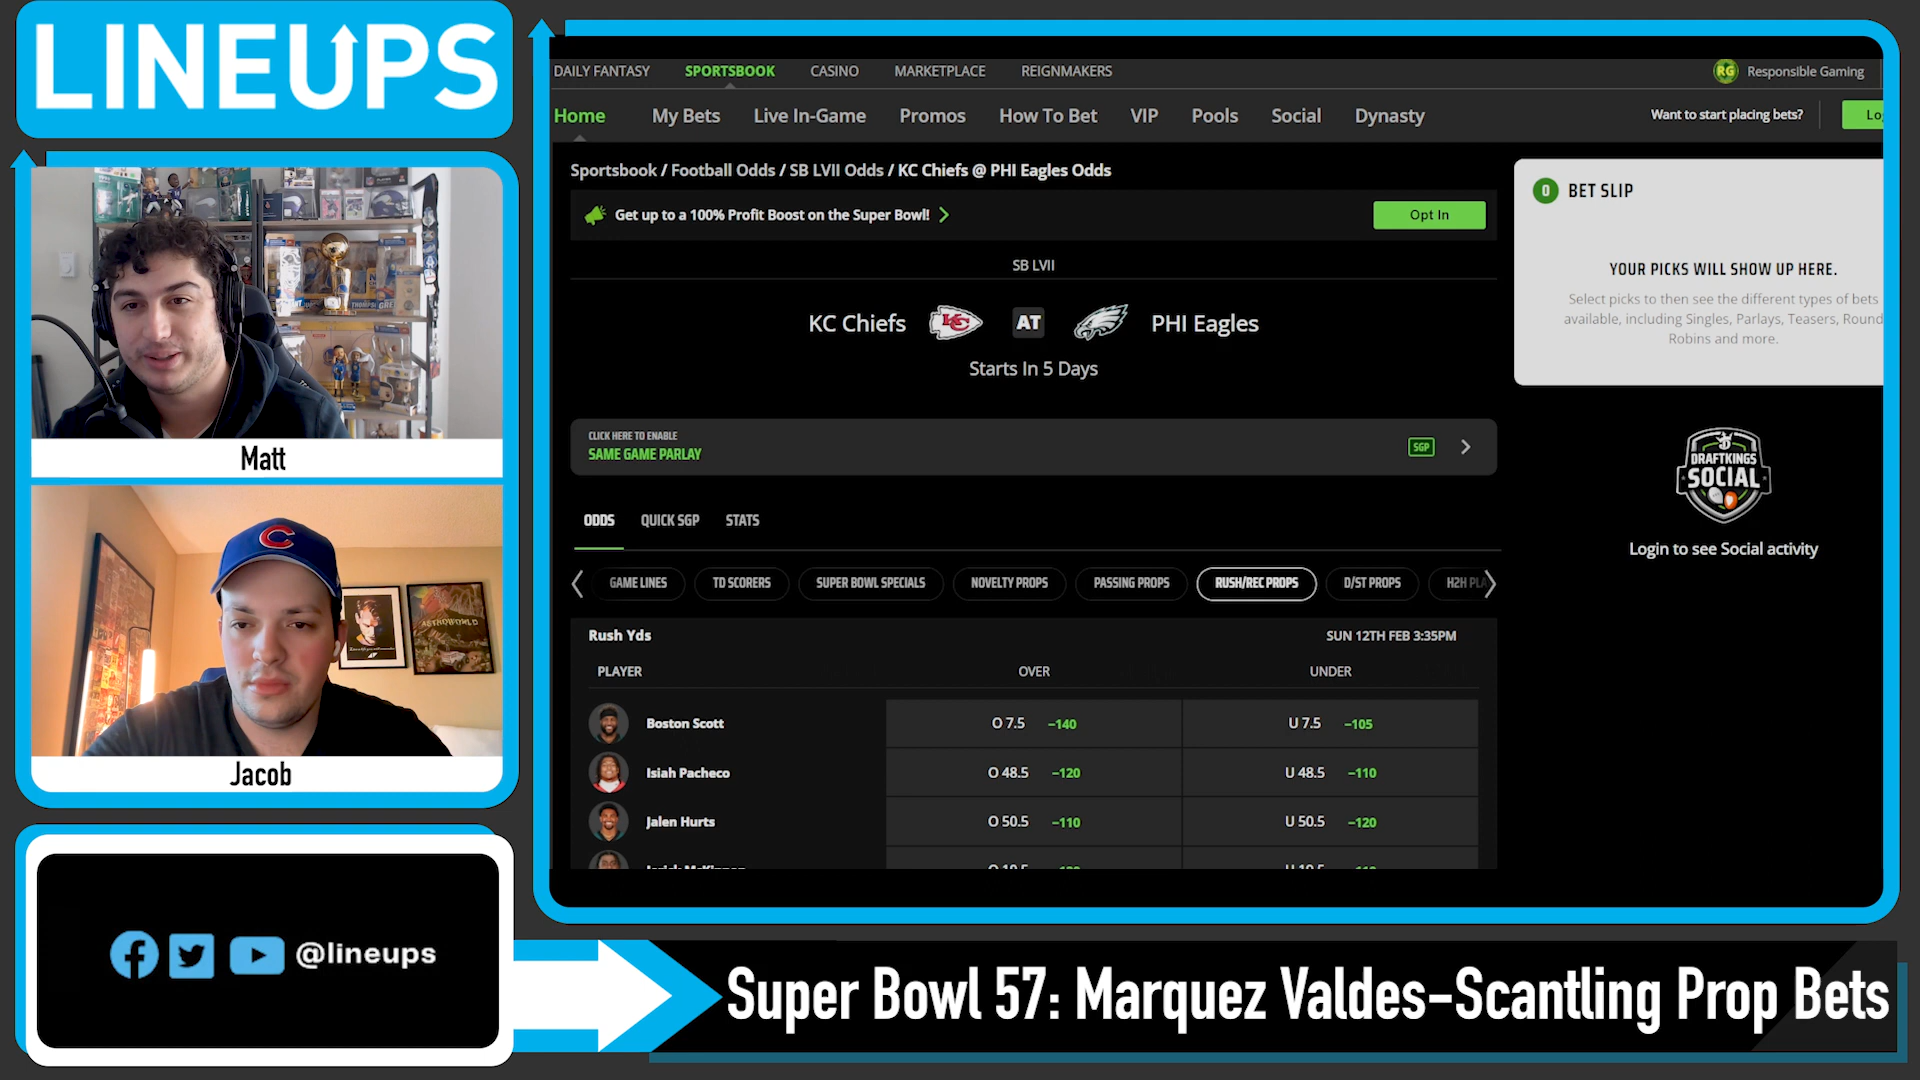 LINEUPS
Matt
Jacob
@lineups
DAILY FANTASY SPORTSBOOK CASINO MARKETPLACE REIGNMAKERS RG Responsible Gaming
Home My Bets Live In-Game Promos How To Bet VIP Pools Social Dynasty Want to start placing bets?
Sportsbook / Football Odds / SB LVII Odds / KC Chiefs @ PHI Eagles Odds
Get up to a 100% Profit Boost on the Super Bowl! Opt In
SB LVII
KC Chiefs KC AT PHI Eagles
Starts In 5 Days
CLICK HERE TO ENABLE
SAME GAME PARLAY SGP
ODDS QUICK SGP STATS
GAME LINES TD SCORERS SUPER BOWL SPECIALS NOVELTY PROPS PASSING PROPS RUSH/REC PROPS D/ST PROPS H2H
Rush Yds SUN 12TH FEB 3:35PM
PLAYER OVER UNDER
Boston Scott O 7.5 −140 U 7.5 −105
Isiah Pacheco O 48.5 −120 U 48.5 −110
Jalen Hurts O 50.5 −110 U 50.5 −120
0 BET SLIP
YOUR PICKS WILL SHOW UP HERE.
Select picks to then see the different types of bets
available, including Singles, Parlays, Teasers, Round
Robins and more.
DRAFTKINGS
SOCIAL
Login to see Social activity
C
ASTROWORLD
Super Bowl 57: Marquez Valdes-Scantling Prop Bets